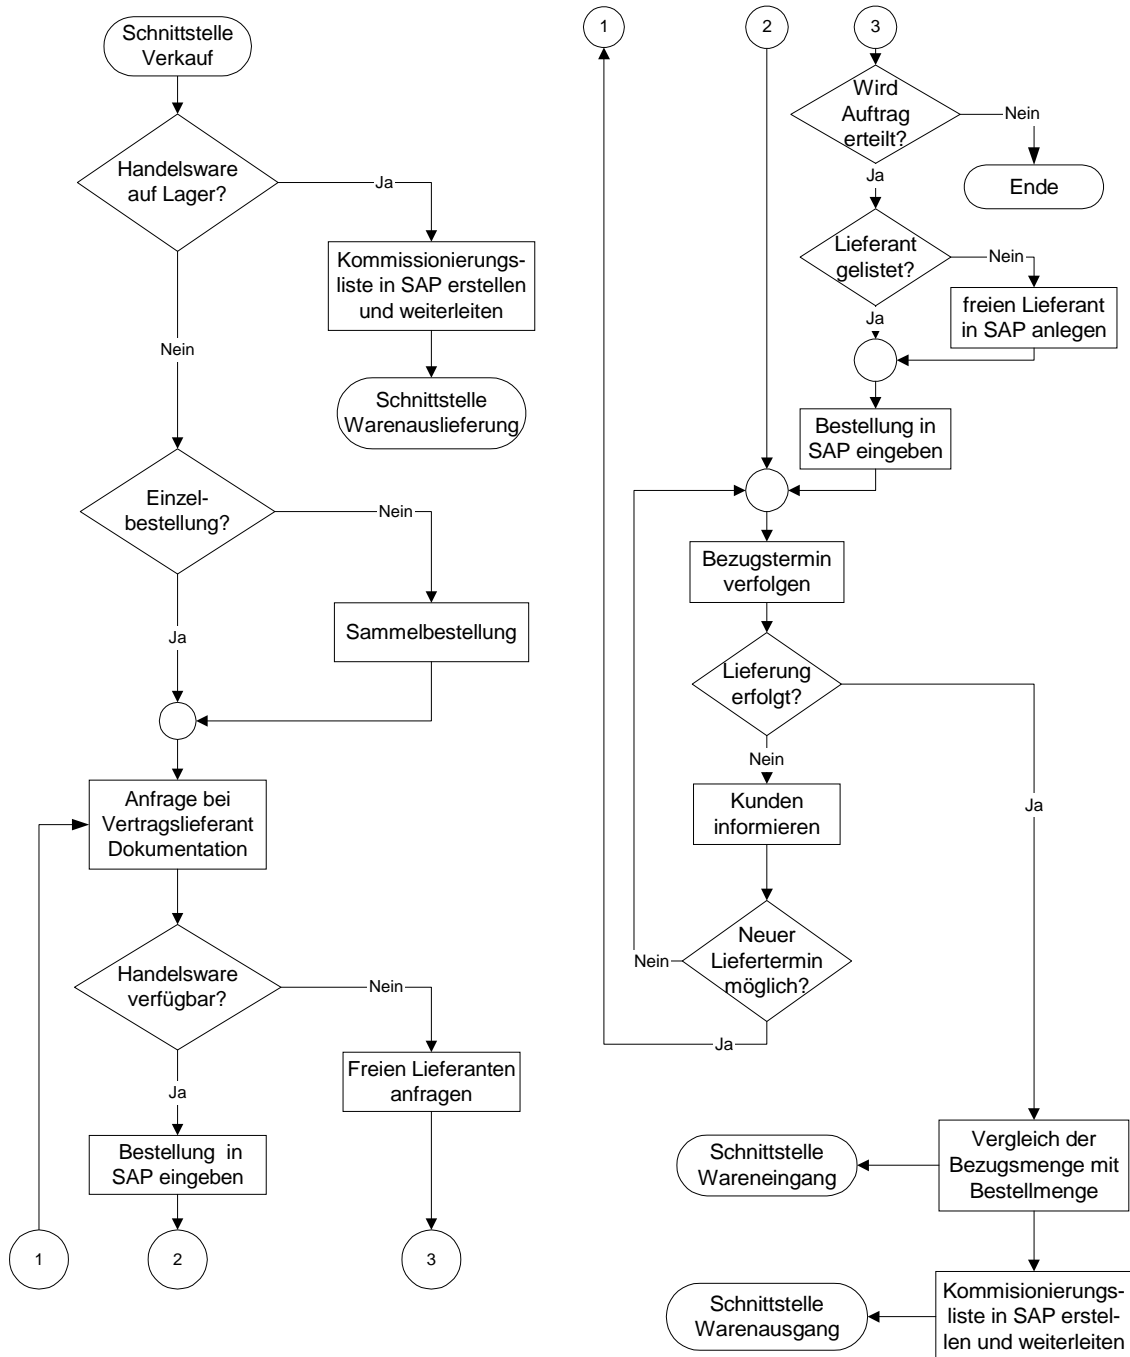 Schnittstelle
Verkauf
Handelsware
auf Lager?
Ja
Kommissionierungs-
liste in SAP erstellen
und weiterleiten
Schnittstelle
Warenauslieferung
Nein
Einzel-
bestellung?
Nein
Sammelbestellung
Ja
Anfrage bei
Vertragslieferant
Dokumentation
Handelsware
verfügbar?
Nein
Freien Lieferanten
anfragen
Ja
Bestellung in
SAP eingeben
1
2
3
1
2
3
Wird
Auftrag
erteilt?
Nein
Ende
Ja
Lieferant
gelistet?
Nein
freien Lieferant
in SAP anlegen
Ja
Bestellung in
SAP eingeben
Bezugstermin
verfolgen
Lieferung
erfolgt?
Nein
Kunden
informieren
Ja
Neuer
Liefertermin
möglich?
Nein
Ja
Vergleich der
Bezugsmenge mit
Bestellmenge
Schnittstelle
Wareneingang
Kommisionierungs-
liste in SAP erstel-
len und weiterleiten
Schnittstelle
Warenausgang